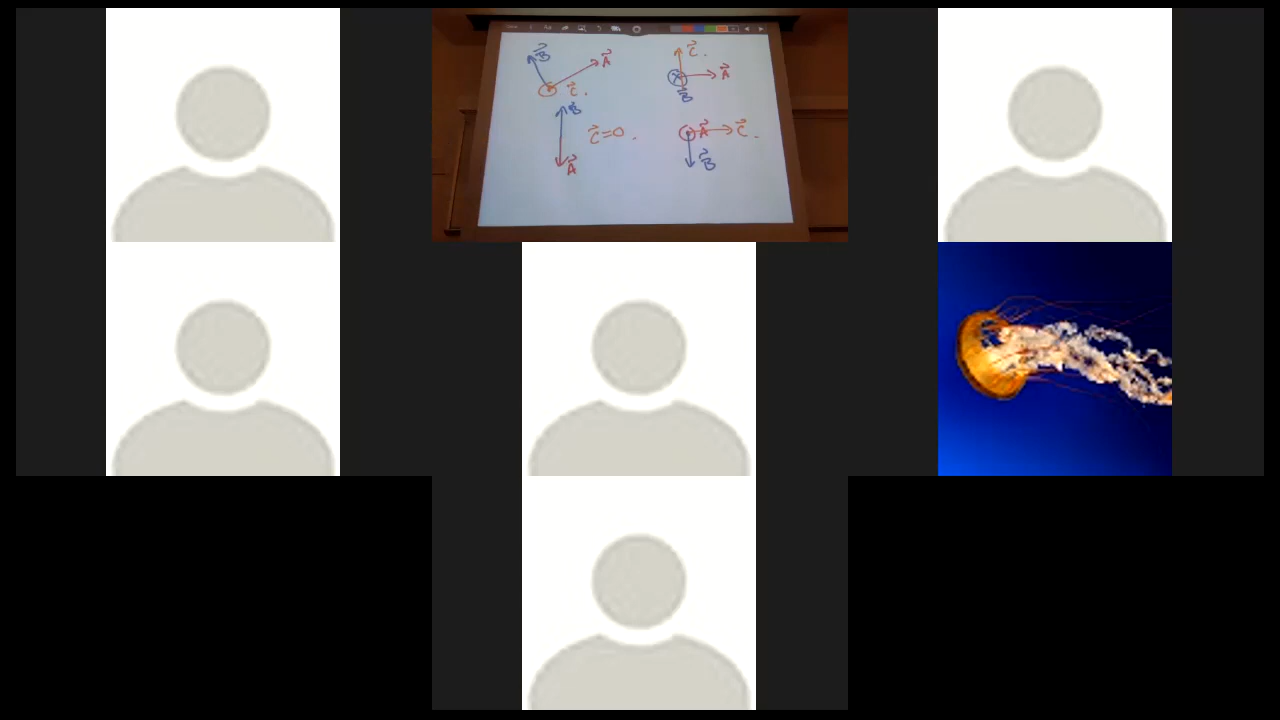 B⃗ A⃗
C⃗ .
B⃗
C⃗ = 0 .
A⃗
C⃗ .
A⃗
B⃗
A⃗ C⃗ .
B⃗